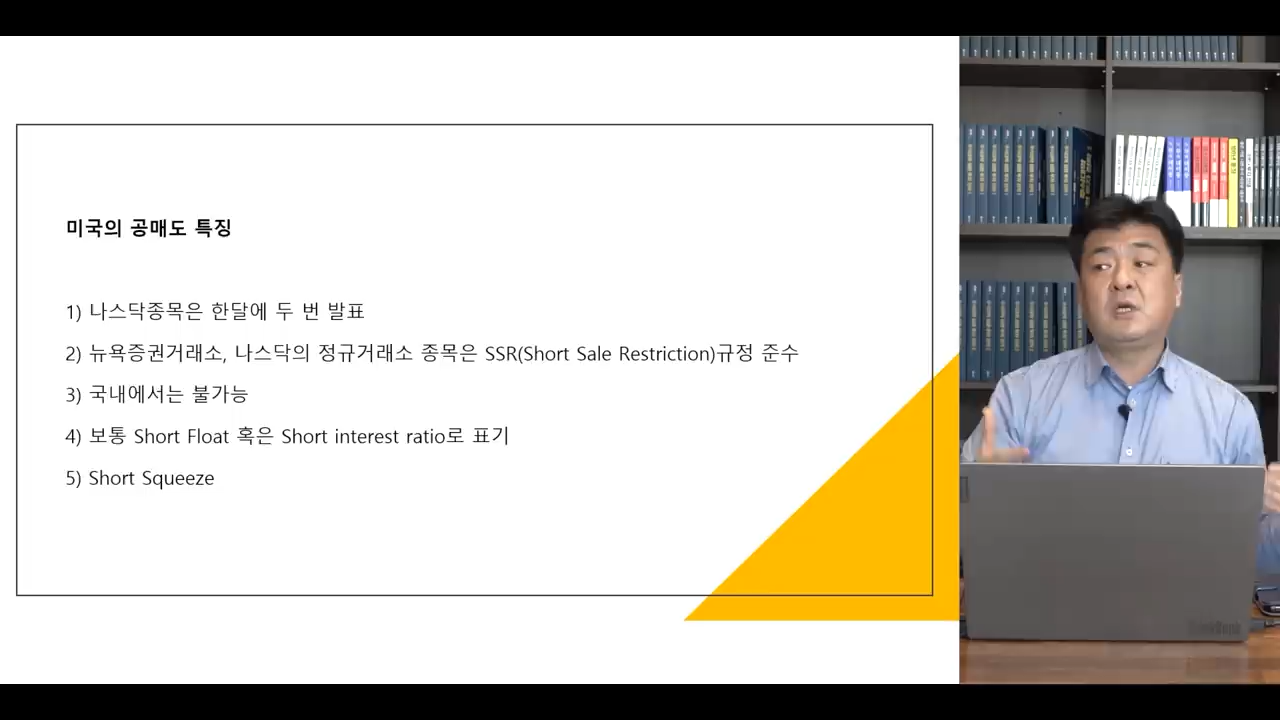 미국의 공매도 특징
1) 나스닥종목은 한달에 두 번 발표
2) 뉴욕증권거래소, 나스닥의 정규거래소 종목은 SSR(Short Sale Restriction)규정 준수
3) 국내에서는 불가능
4) 보통 Short Float 혹은 Short interest ratio로 표기
5) Short Squeeze